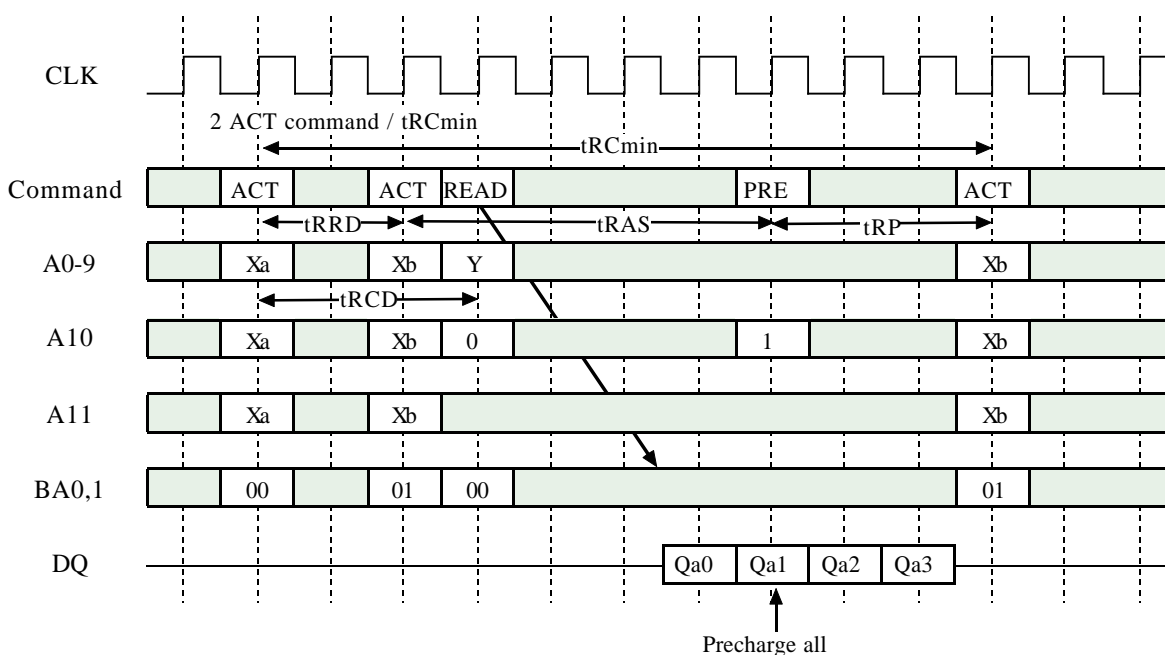 CLK
2 ACT command / tRCmin
tRCmin
Command ACT ACT READ PRE ACT
tRRD tRAS tRP
A0-9 Xa Xb Y Xb
tRCD
A10 Xa Xb 0 1 Xb
A11 Xa Xb Xb
BA0,1 00 01 00 01
DQ Qa0 Qa1 Qa2 Qa3
Precharge all